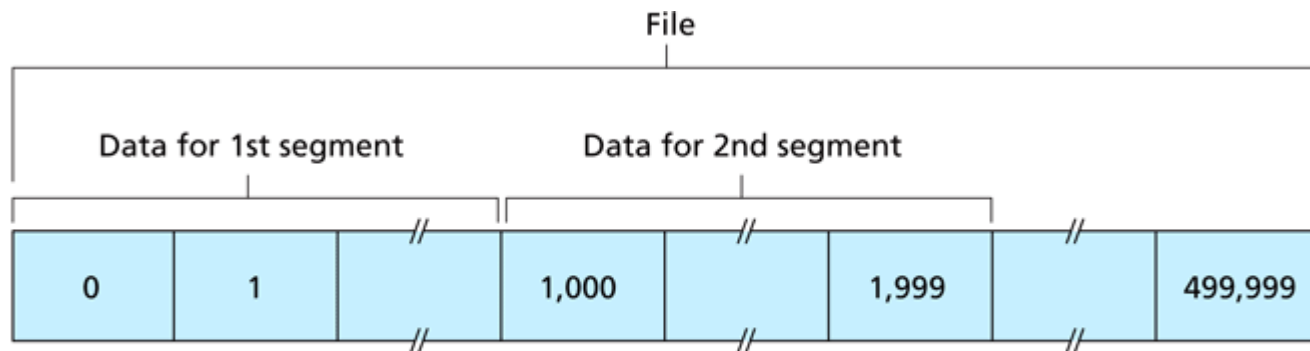 File
Data for 1st segment Data for 2nd segment
0 1 1,000 1,999 499,999